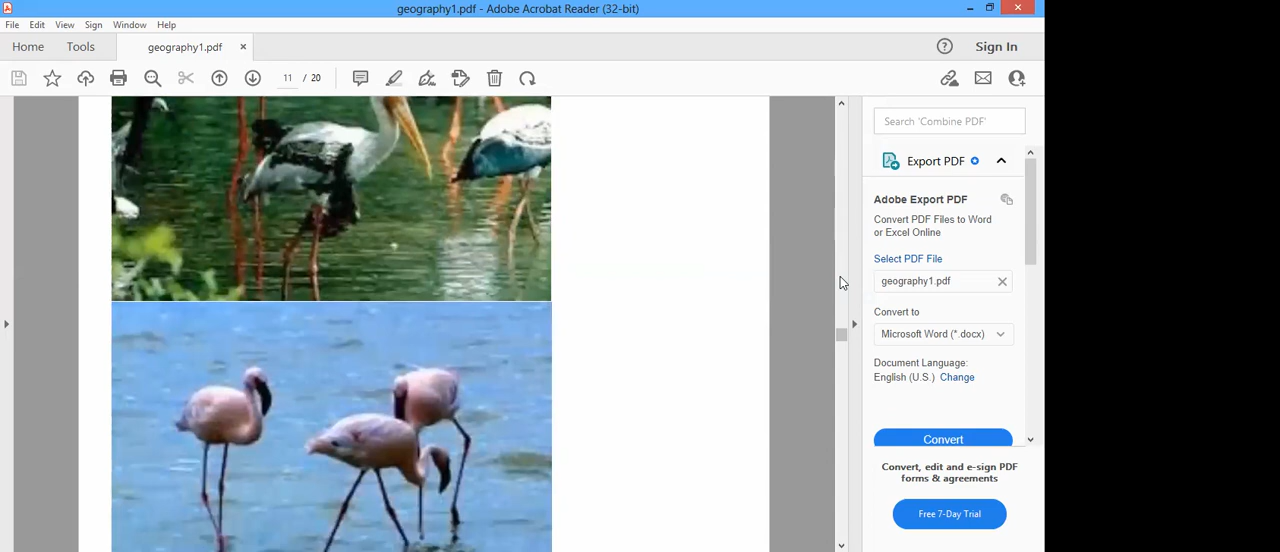 geography1.pdf - Adobe Acrobat Reader (32-bit)
File Edit View Sign Window Help
Home Tools geography1.pdf × Sign In
11 / 20
Search 'Combine PDF'
Export PDF
Adobe Export PDF
Convert PDF Files to Word
or Excel Online
Select PDF File
geography1.pdf
Convert to
Microsoft Word (*.docx)
Document Language:
English (U.S.) Change
Convert
Convert, edit and e-sign PDF
forms & agreements
Free 7-Day Trial